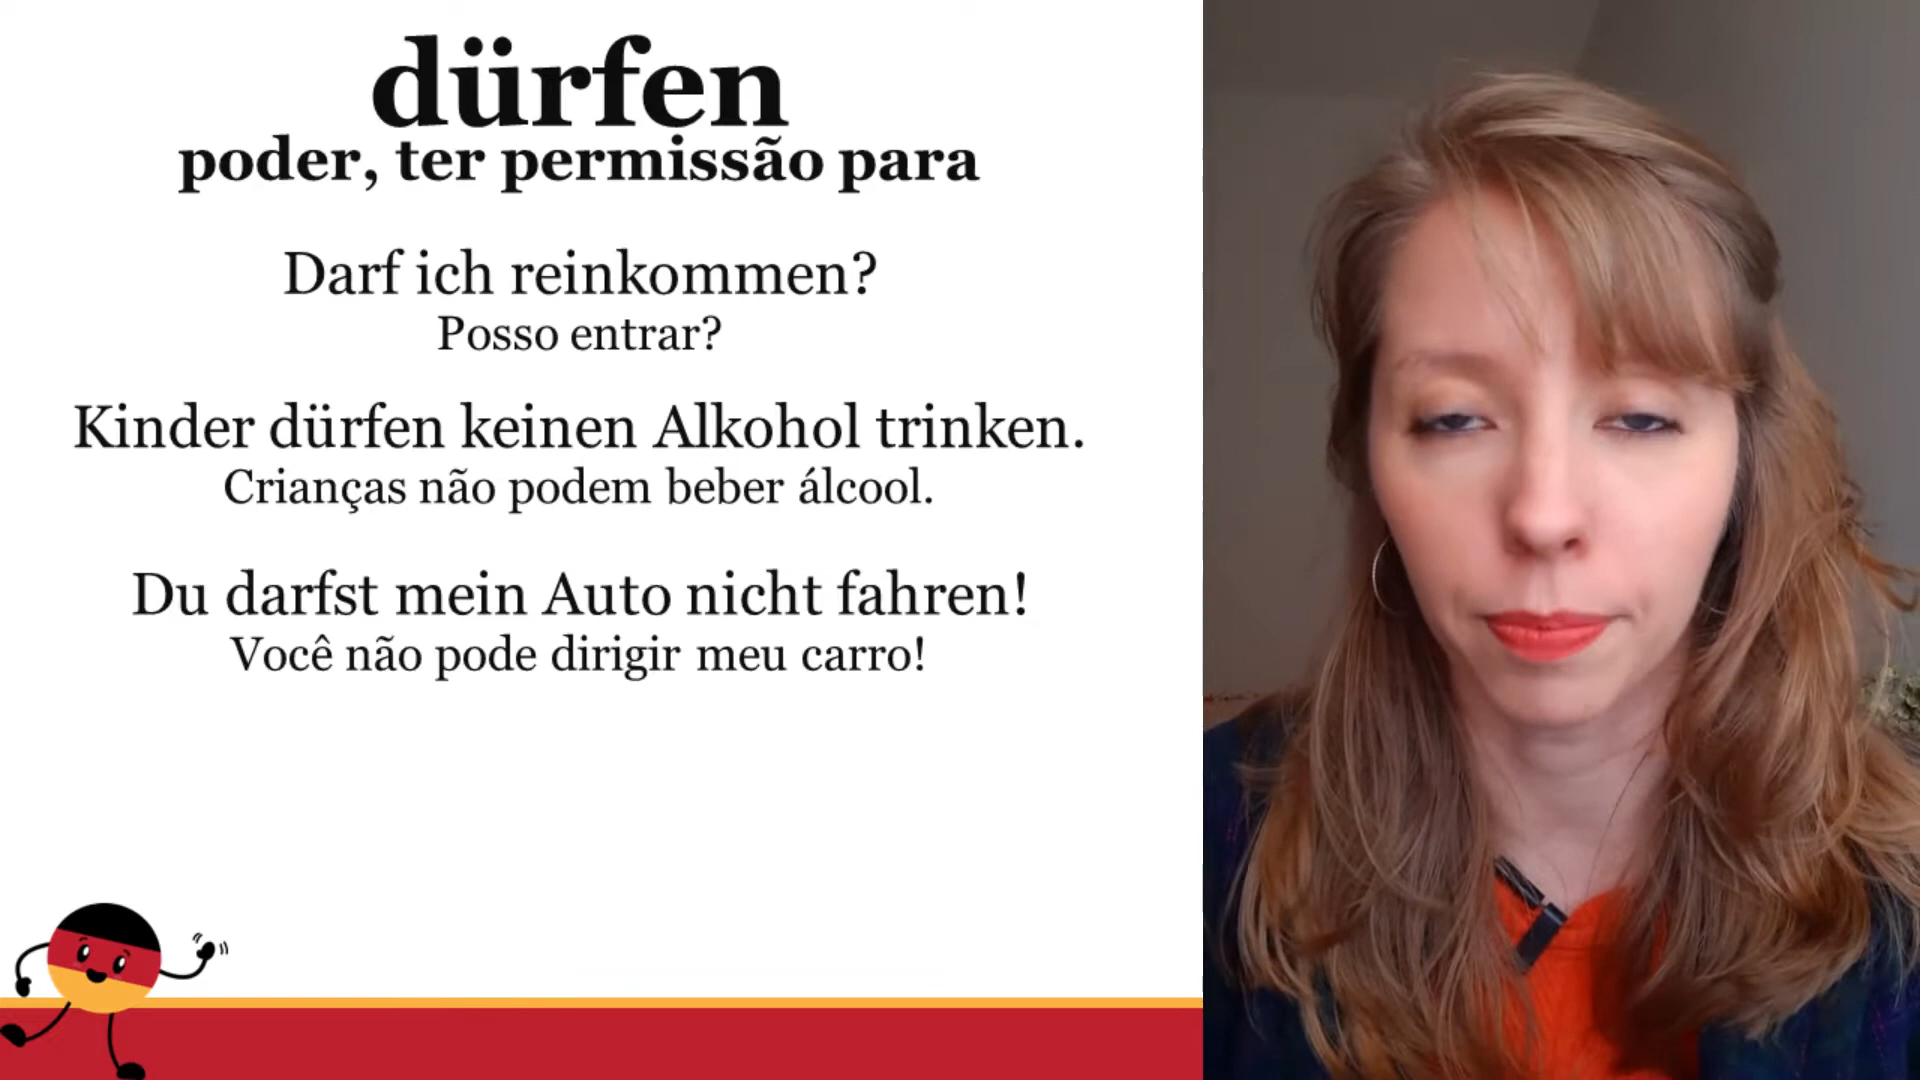 dürfen
poder, ter permissão para
Darf ich reinkommen?
Posso entrar?
Kinder dürfen keinen Alkohol trinken.
Crianças não podem beber álcool.
Du darfst mein Auto nicht fahren!
Você não pode dirigir meu carro!